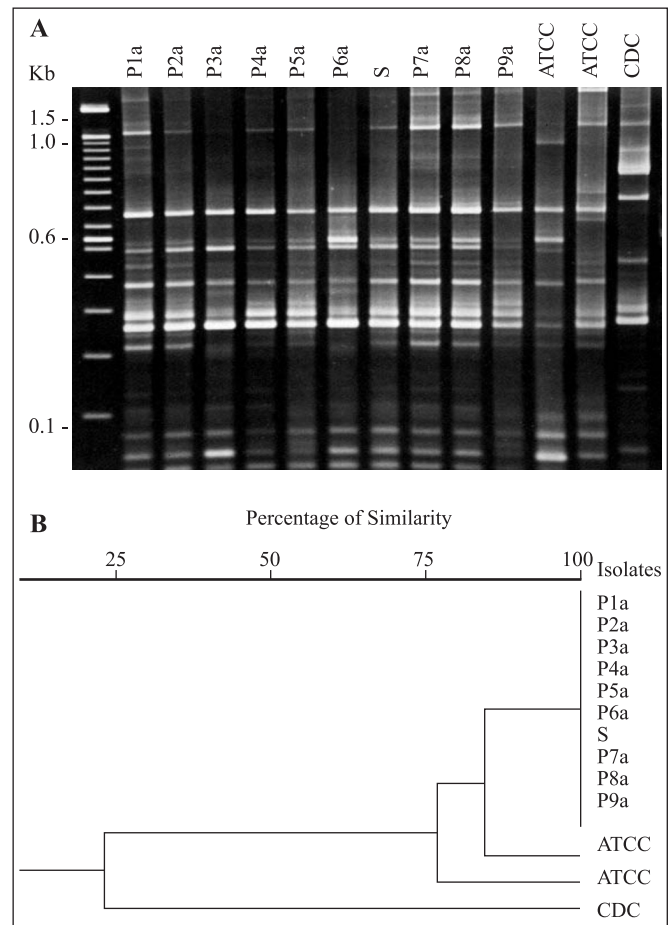 A
Kb
P1a P2a P3a P4a P5a P6a S P7a P8a P9a ATCC ATCC CDC
1.5 -
1.0 -
0.6 -
0.1 -
B
Percentage of Similarity
25 50 75 100
Isolates
P1a
P2a
P3a
P4a
P5a
P6a
S
P7a
P8a
P9a
ATCC
ATCC
CDC